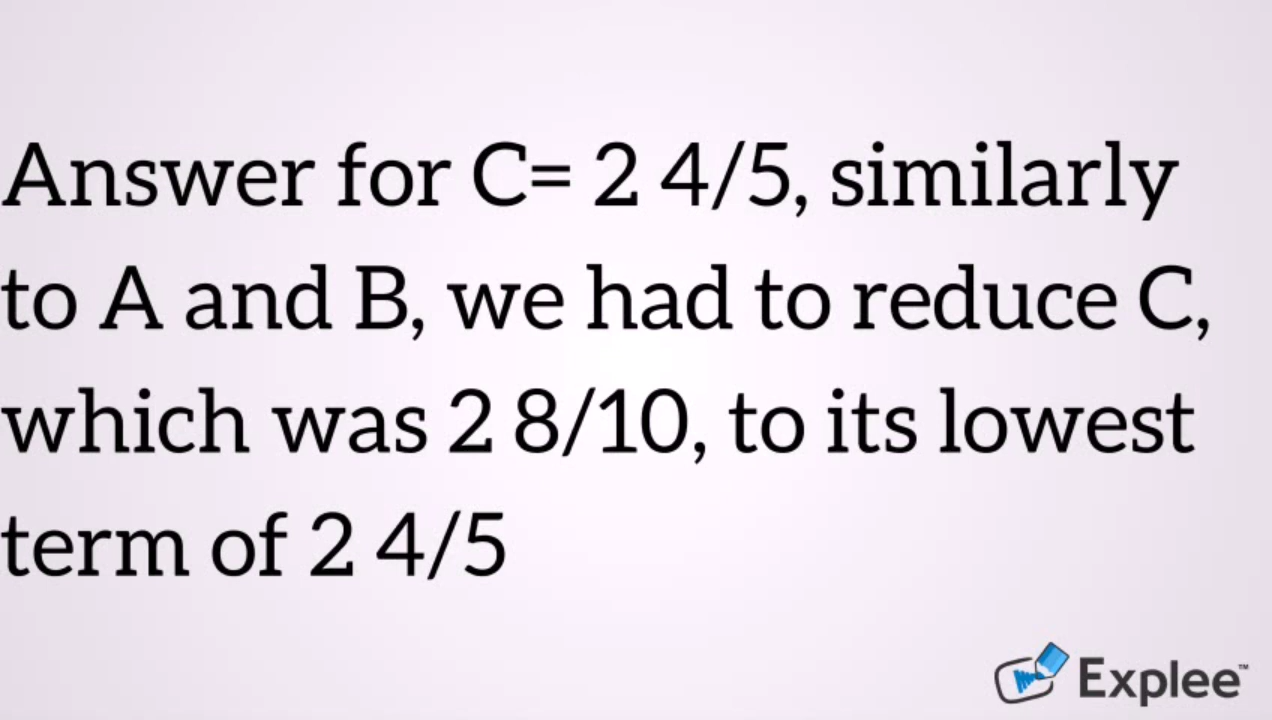 Answer for C= 2 4/5, similarly
to A and B, we had to reduce C,
which was 2 8/10, to its lowest
term of 2 4/5
Explee™